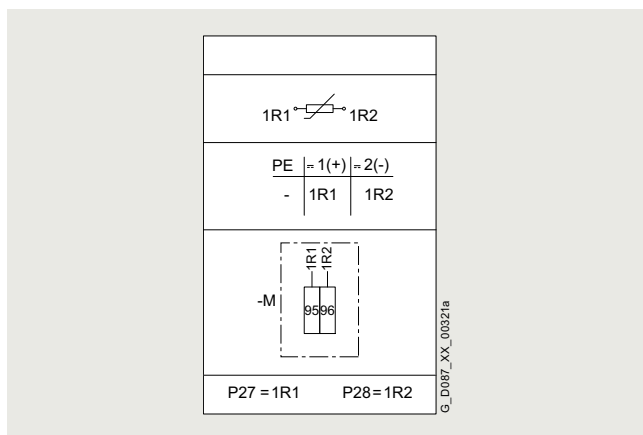 1R1 1R2
PE ≂ 1(+) ≂ 2(-)
- 1R1 1R2
1R1 1R2
-M 95 96
P27 = 1R1 P28 = 1R2
G_D087_XX_00321a